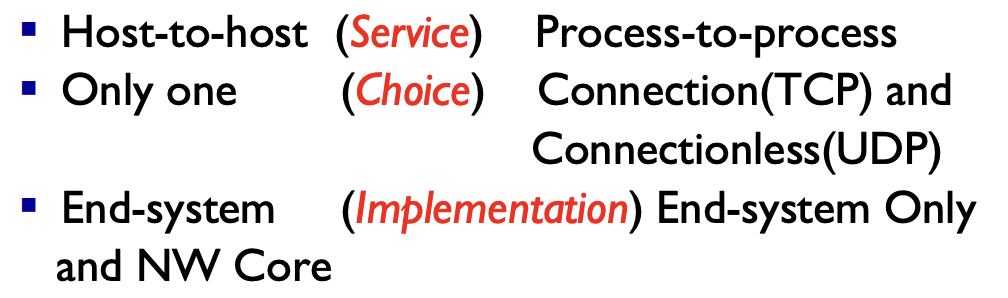 ▪ Host-to-host (Service) Process-to-process
▪ Only one (Choice) Connection(TCP) and
Connectionless(UDP)
▪ End-system (Implementation) End-system Only
and NW Core